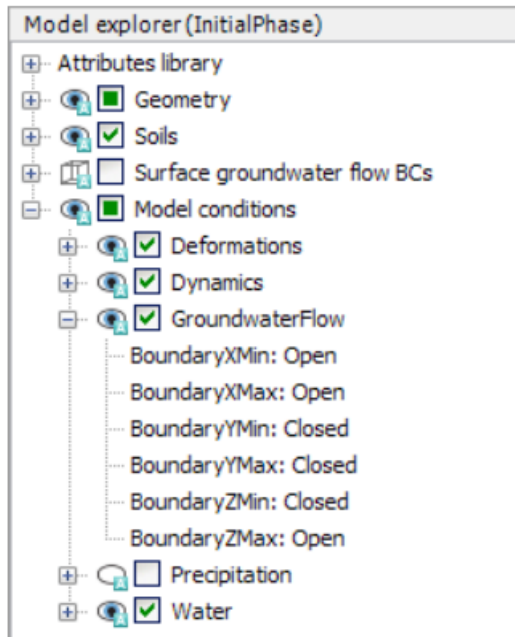 Model explorer (InitialPhase)
Attributes library
Geometry
Soils
Surface groundwater flow BCs
Model conditions
Deformations
Dynamics
GroundwaterFlow
BoundaryXMin: Open
BoundaryXMax: Open
BoundaryYMin: Closed
BoundaryYMax: Closed
BoundaryZMin: Closed
BoundaryZMax: Open
Precipitation
Water